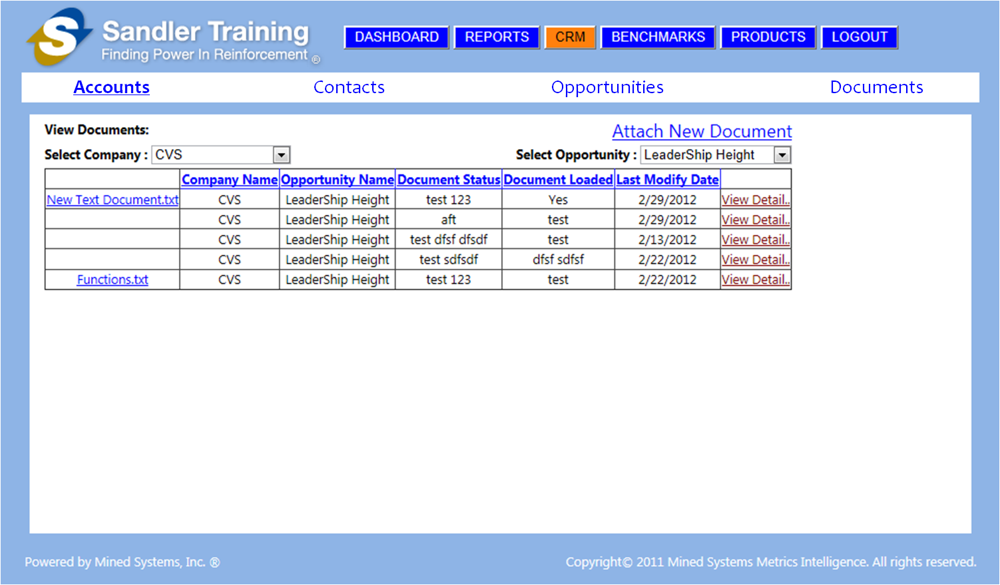 Sandler Training
Finding Power In Reinforcement ®
DASHBOARD REPORTS CRM BENCHMARKS PRODUCTS LOGOUT
Accounts Contacts Opportunities Documents
View Documents: Attach New Document
Select Company : CVS Select Opportunity : LeaderShip Height
Company Name Opportunity Name Document Status Document Loaded Last Modify Date
New Text Document.txt CVS LeaderShip Height test 123 Yes 2/29/2012 View Detail..
CVS LeaderShip Height aft test 2/29/2012 View Detail..
CVS LeaderShip Height test dfsf dfsdf test 2/13/2012 View Detail..
CVS LeaderShip Height test sdfsdf dfsf sdfsf 2/22/2012 View Detail..
Functions.txt CVS LeaderShip Height test 123 test 2/22/2012 View Detail..
Powered by Mined Systems, Inc. ® Copyright© 2011 Mined Systems Metrics Intelligence. All rights reserved.